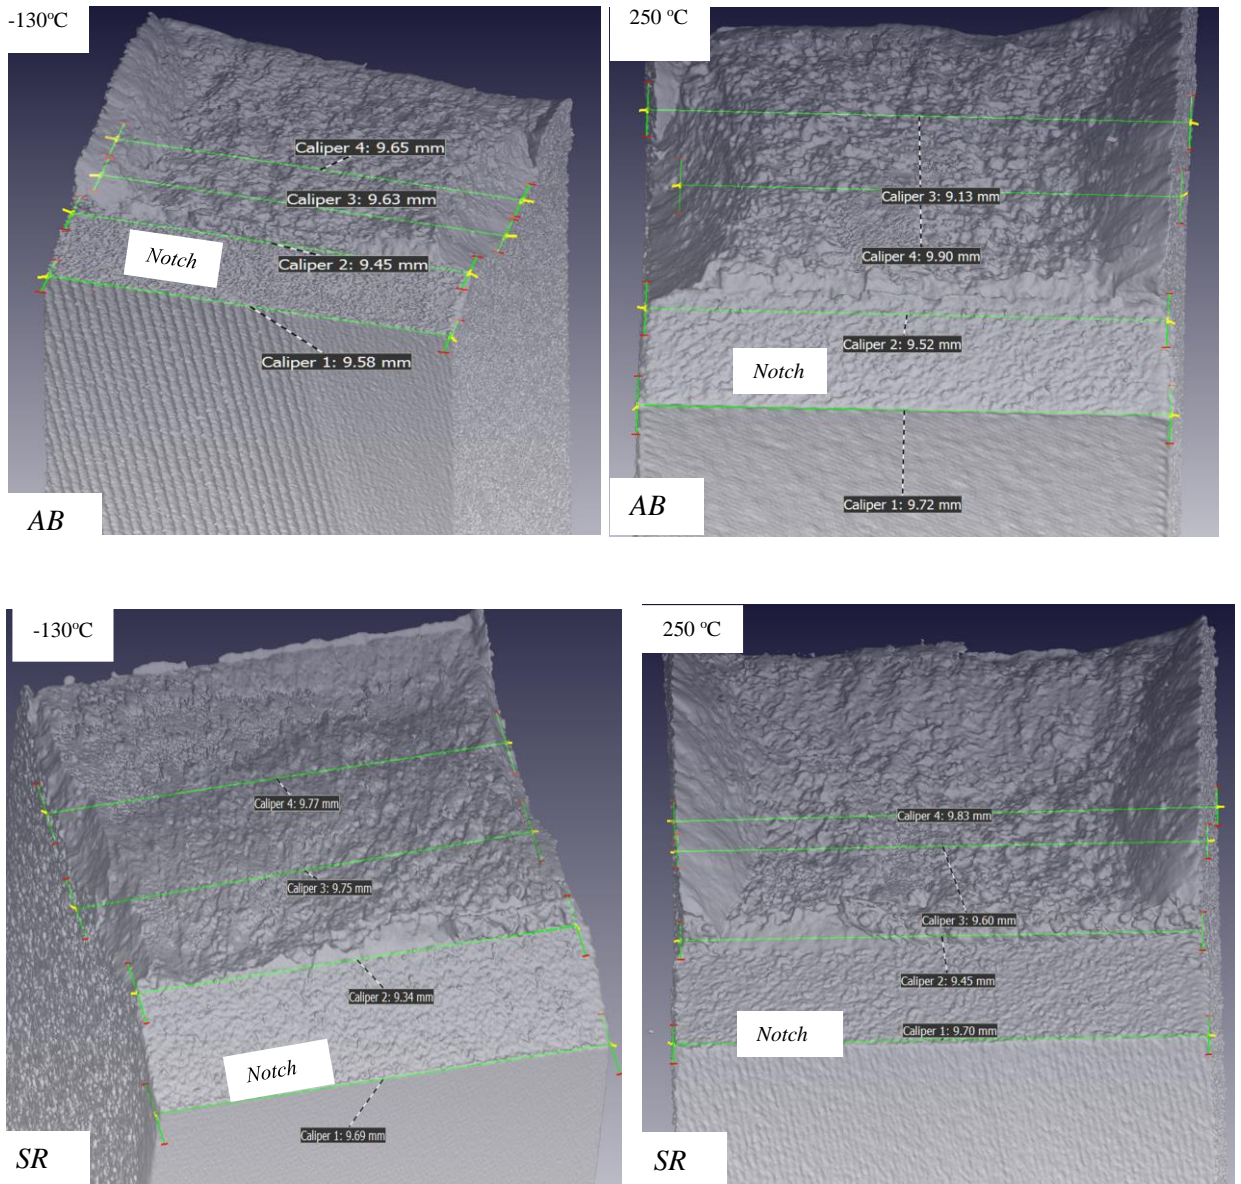 -130ºC
Caliper 4: 9.65 mm
Caliper 3: 9.63 mm
Notch
Caliper 2: 9.45 mm
Caliper 1: 9.58 mm
AB
250 ºC
Caliper 3: 9.13 mm
Caliper 4: 9.90 mm
Caliper 2: 9.52 mm
Notch
Caliper 1: 9.72 mm
AB
-130ºC
Caliper 4: 9.77 mm
Caliper 3: 9.75 mm
Caliper 2: 9.34 mm
Notch
Caliper 1: 9.69 mm
SR
250 ºC
Caliper 4: 9.83 mm
Caliper 3: 9.60 mm
Caliper 2: 9.45 mm
Notch
Caliper 1: 9.70 mm
SR